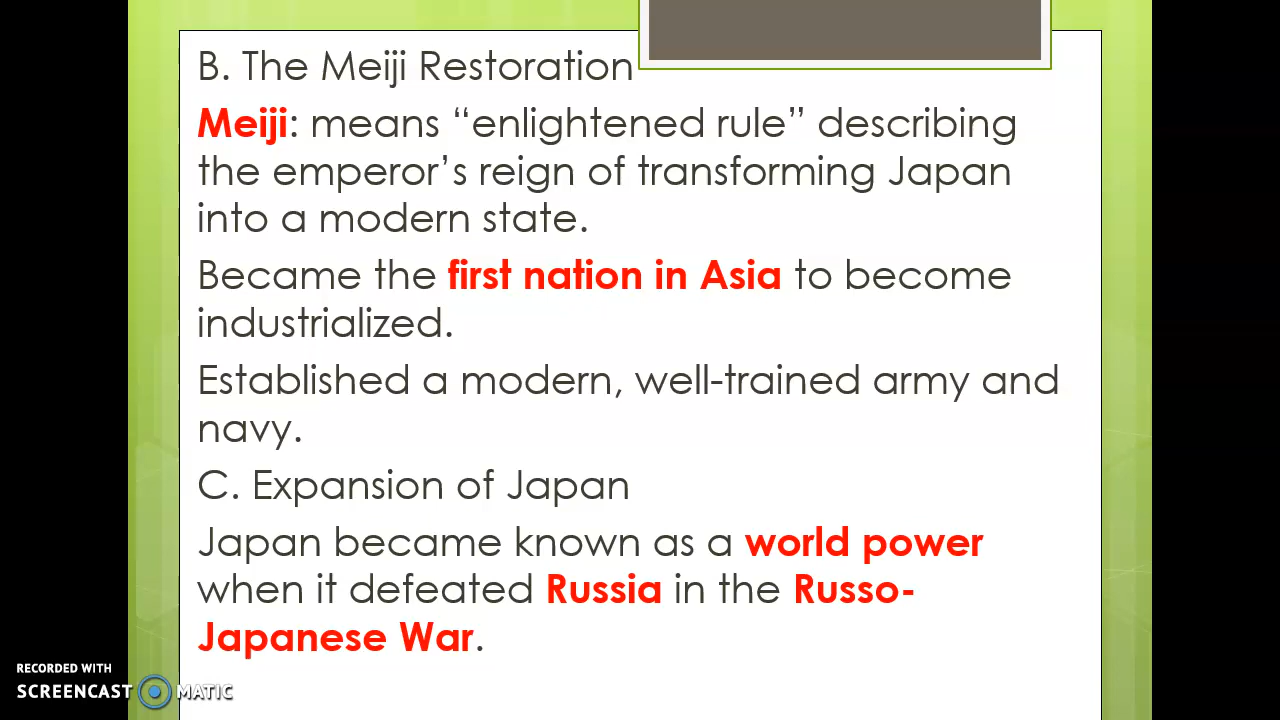 B. The Meiji Restoration
Meiji: means “enlightened rule” describing
the emperor’s reign of transforming Japan
into a modern state.
Became the first nation in Asia to become
industrialized.
Established a modern, well-trained army and
navy.
C. Expansion of Japan
Japan became known as a world power
when it defeated Russia in the Russo-
Japanese War.
RECORDED WITH
SCREENCAST MATIC